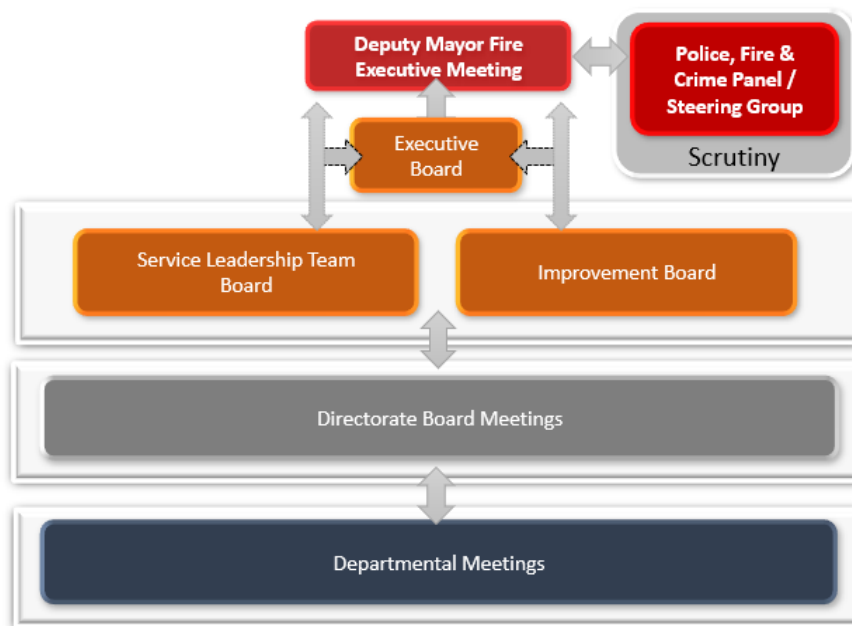 Deputy Mayor Fire
Executive Meeting
Police, Fire &
Crime Panel /
Steering Group
Scrutiny
Executive
Board
Service Leadership Team
Board
Improvement Board
Directorate Board Meetings
Departmental Meetings